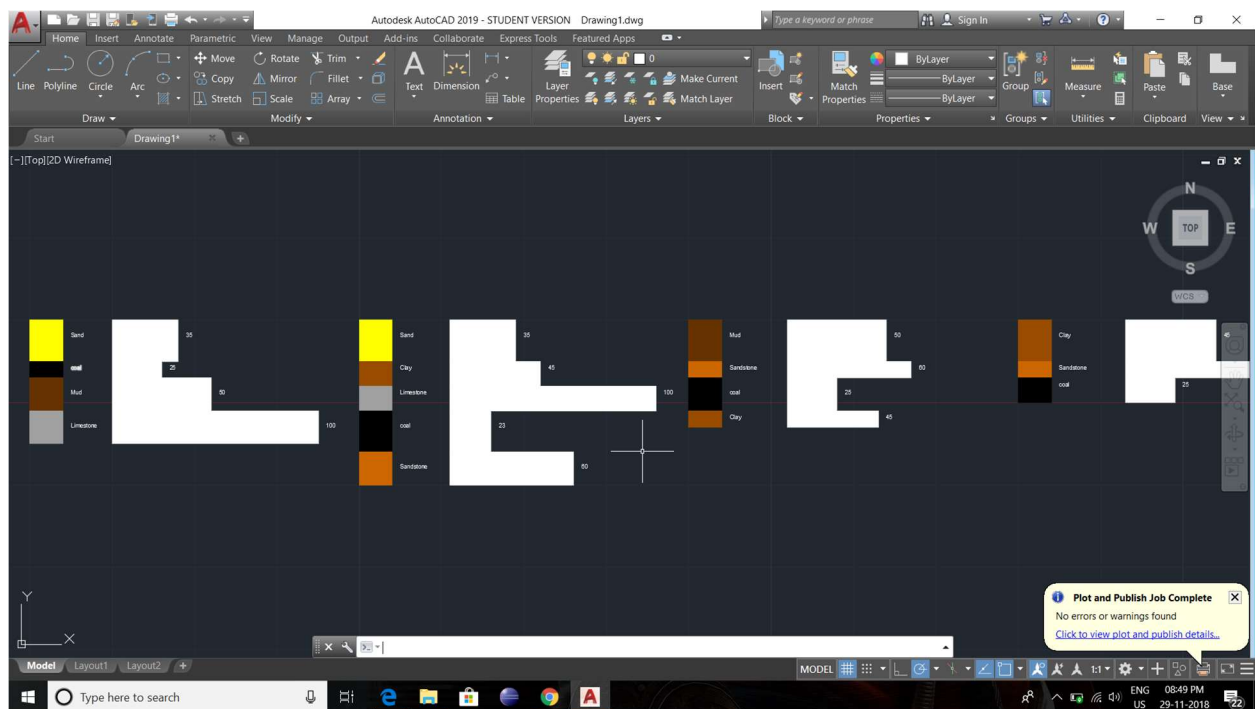 Autodesk AutoCAD 2019 - STUDENT VERSION Drawing1.dwg
Type a keyword or phrase
Sign In
Home Insert Annotate Parametric View Manage Output Add-ins Collaborate Express Tools Featured Apps
Line Polyline Circle Arc
Move Rotate Trim
Copy Mirror Fillet
Stretch Scale Array
Text Dimension
Table
Layer Properties
0
Make Current
Match Layer
Insert
Match Properties
ByLayer
ByLayer
ByLayer
Group
Measure
Paste
Base
Draw Modify Annotation Layers Block Properties Groups Utilities Clipboard View
Start Drawing1*
[−][Top][2D Wireframe]
N
W TOP E
S
WCS
Sand 35
coal 25
Mud 50
Limestone 100
Sand 35
Clay 45
Limestone 100
coal 23
Sandstone 60
Mud 50
Sandstone 60
coal 25
Clay 45
Clay 45
Sandstone
coal 25
Y
X
Plot and Publish Job Complete
No errors or warnings found
Click to view plot and publish details...
Model Layout1 Layout2
MODEL 1:1
Type here to search
ENG 08:49 PM
US 29-11-2018
22